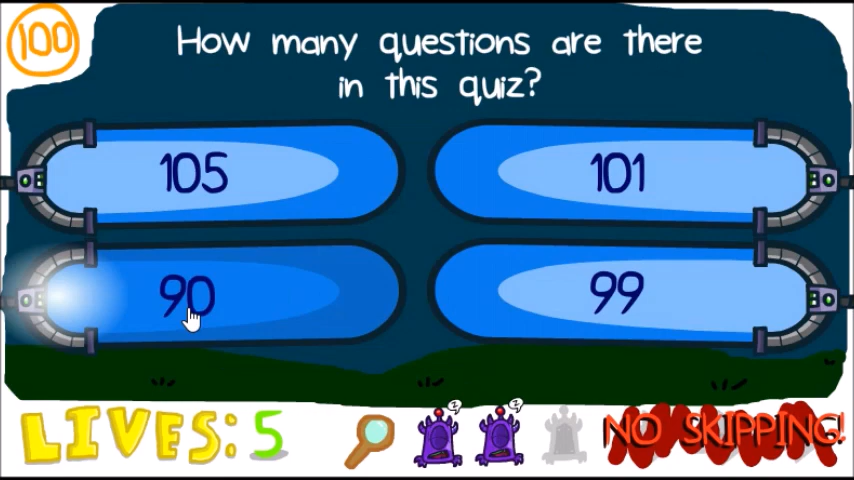 100
How many questions are there
in this quiz?
105
101
90
99
LIVES: 5
z
z
NO SKIPPING!